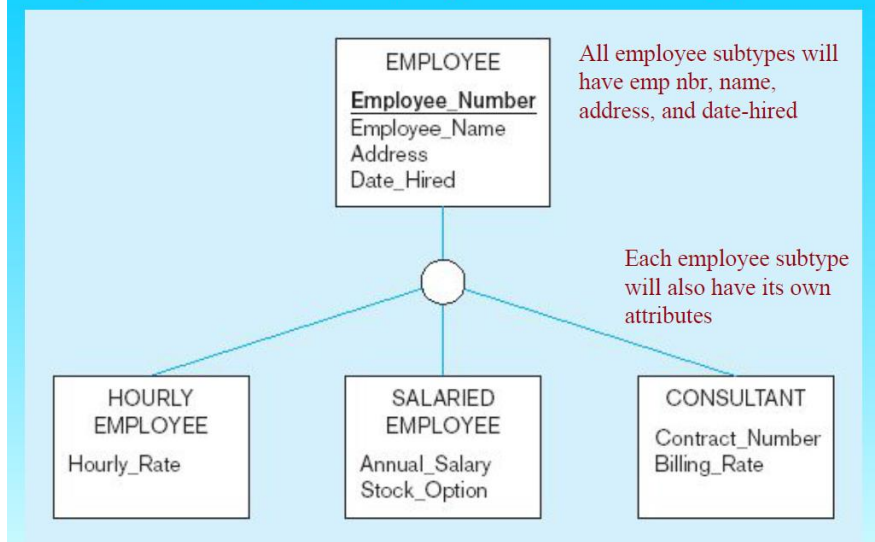 EMPLOYEE
Employee_Number
Employee_Name
Address
Date_Hired
All employee subtypes will
have emp nbr, name,
address, and date-hired
Each employee subtype
will also have its own
attributes
HOURLY
EMPLOYEE
Hourly_Rate
SALARIED
EMPLOYEE
Annual_Salary
Stock_Option
CONSULTANT
Contract_Number
Billing_Rate